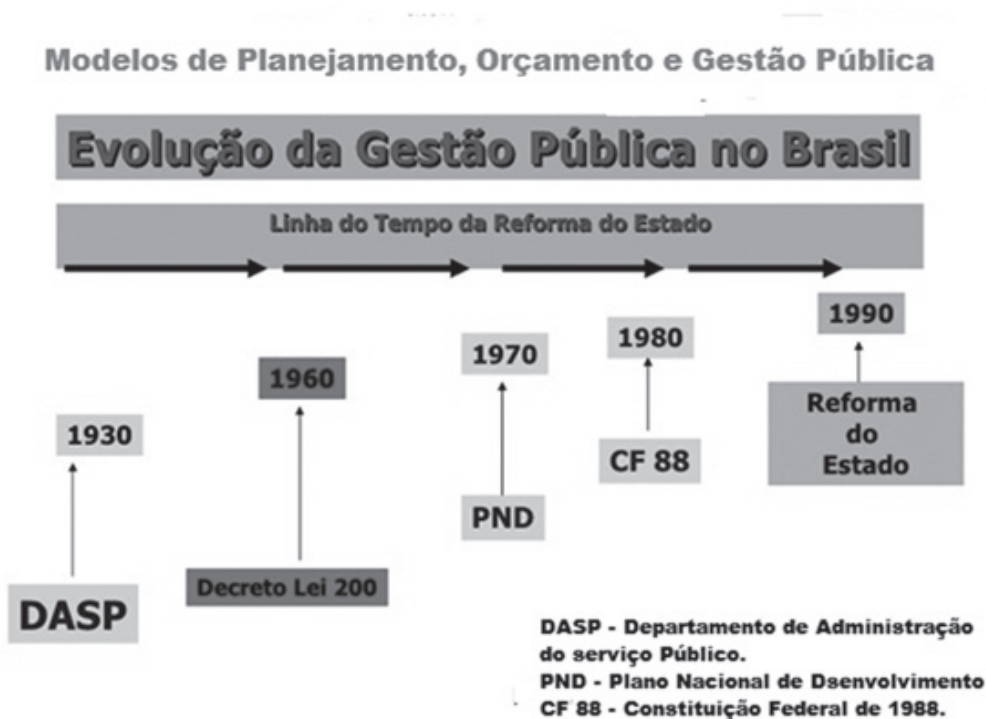 Modelos de Planejamento, Orçamento e Gestão Pública
Evolução da Gestão Pública no Brasil
Linha do Tempo da Reforma do Estado
1930
1960
1970
1980
1990
DASP
Decreto Lei 200
PND
CF 88
Reforma
do
Estado
DASP - Departamento de Administração
do serviço Público.
PND - Plano Nacional de Dsenvolvimento
CF 88 - Constituição Federal de 1988.